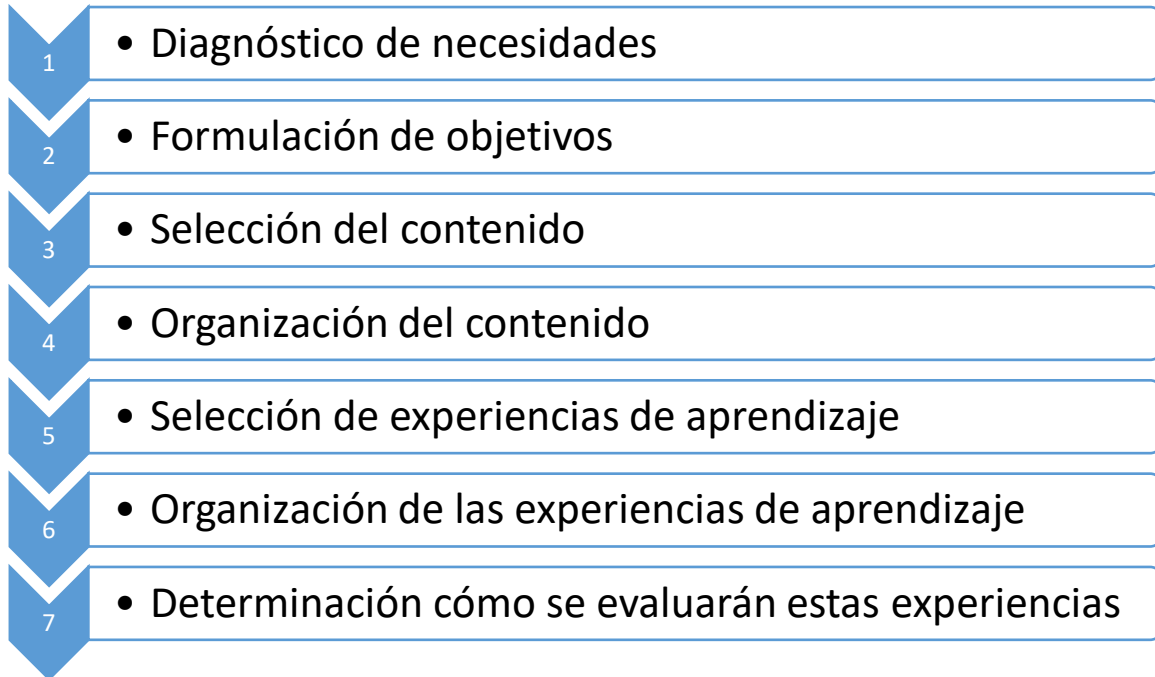 1
• Diagnóstico de necesidades
2
• Formulación de objetivos
3
• Selección del contenido
4
• Organización del contenido
5
• Selección de experiencias de aprendizaje
6
• Organización de las experiencias de aprendizaje
7
• Determinación cómo se evaluarán estas experiencias